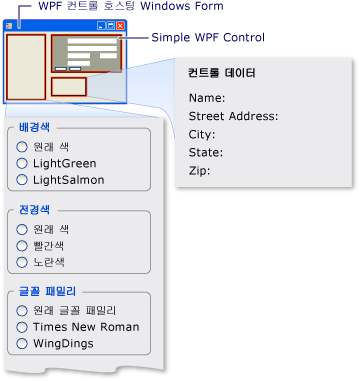 WPF 컨트롤 호스팅 Windows Form
Simple WPF Control
컨트롤 데이터
Name:
Street Address:
City:
State:
Zip:
배경색
원래 색
LightGreen
LightSalmon
전경색
원래 색
빨간색
노란색
글꼴 패밀리
원래 글꼴 패밀리
Times New Roman
WingDings